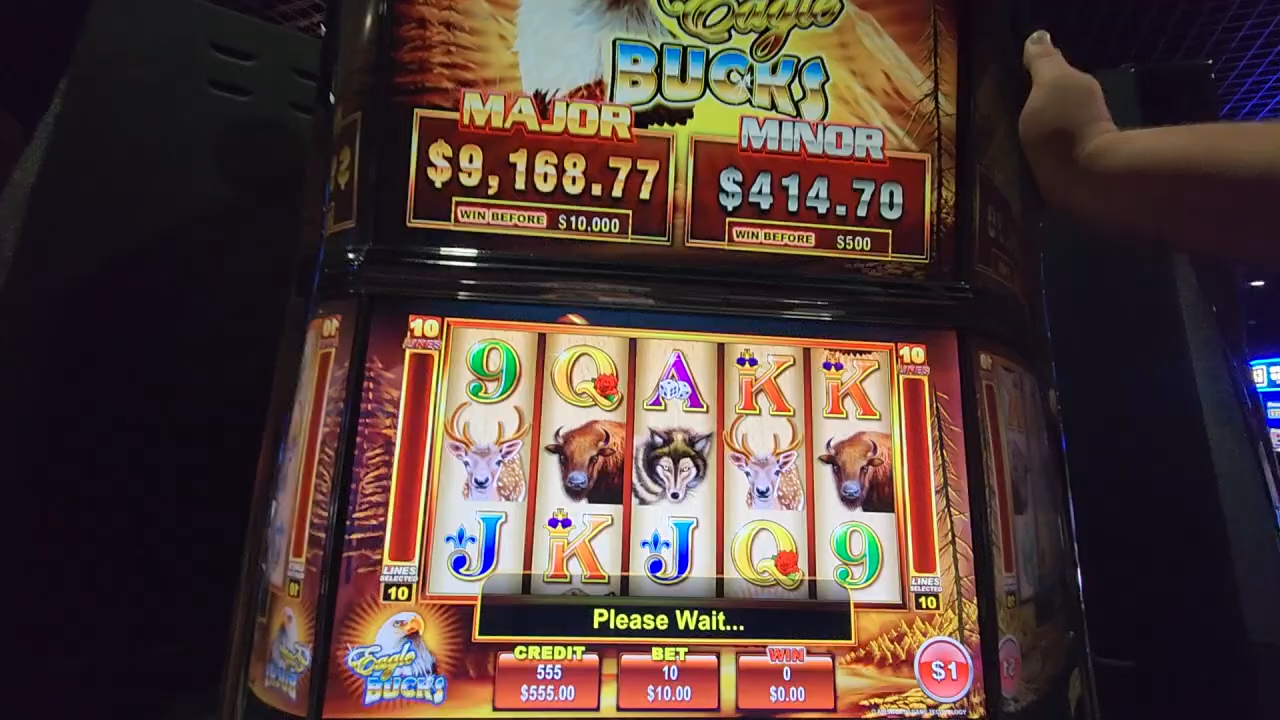 Eagle
BUCKS
MAJOR
$9,168.77
WIN BEFORE $10,000
MINOR
$414.70
WIN BEFORE $500
10
LINES
10
LINES
9 Q A K K
J K J Q 9
LINES
SELECTED
10
LINES
SELECTED
10
Please Wait...
Eagle
BUCKS
CREDIT
555
$555.00
BET
10
$10.00
WIN
0
$0.00
$1